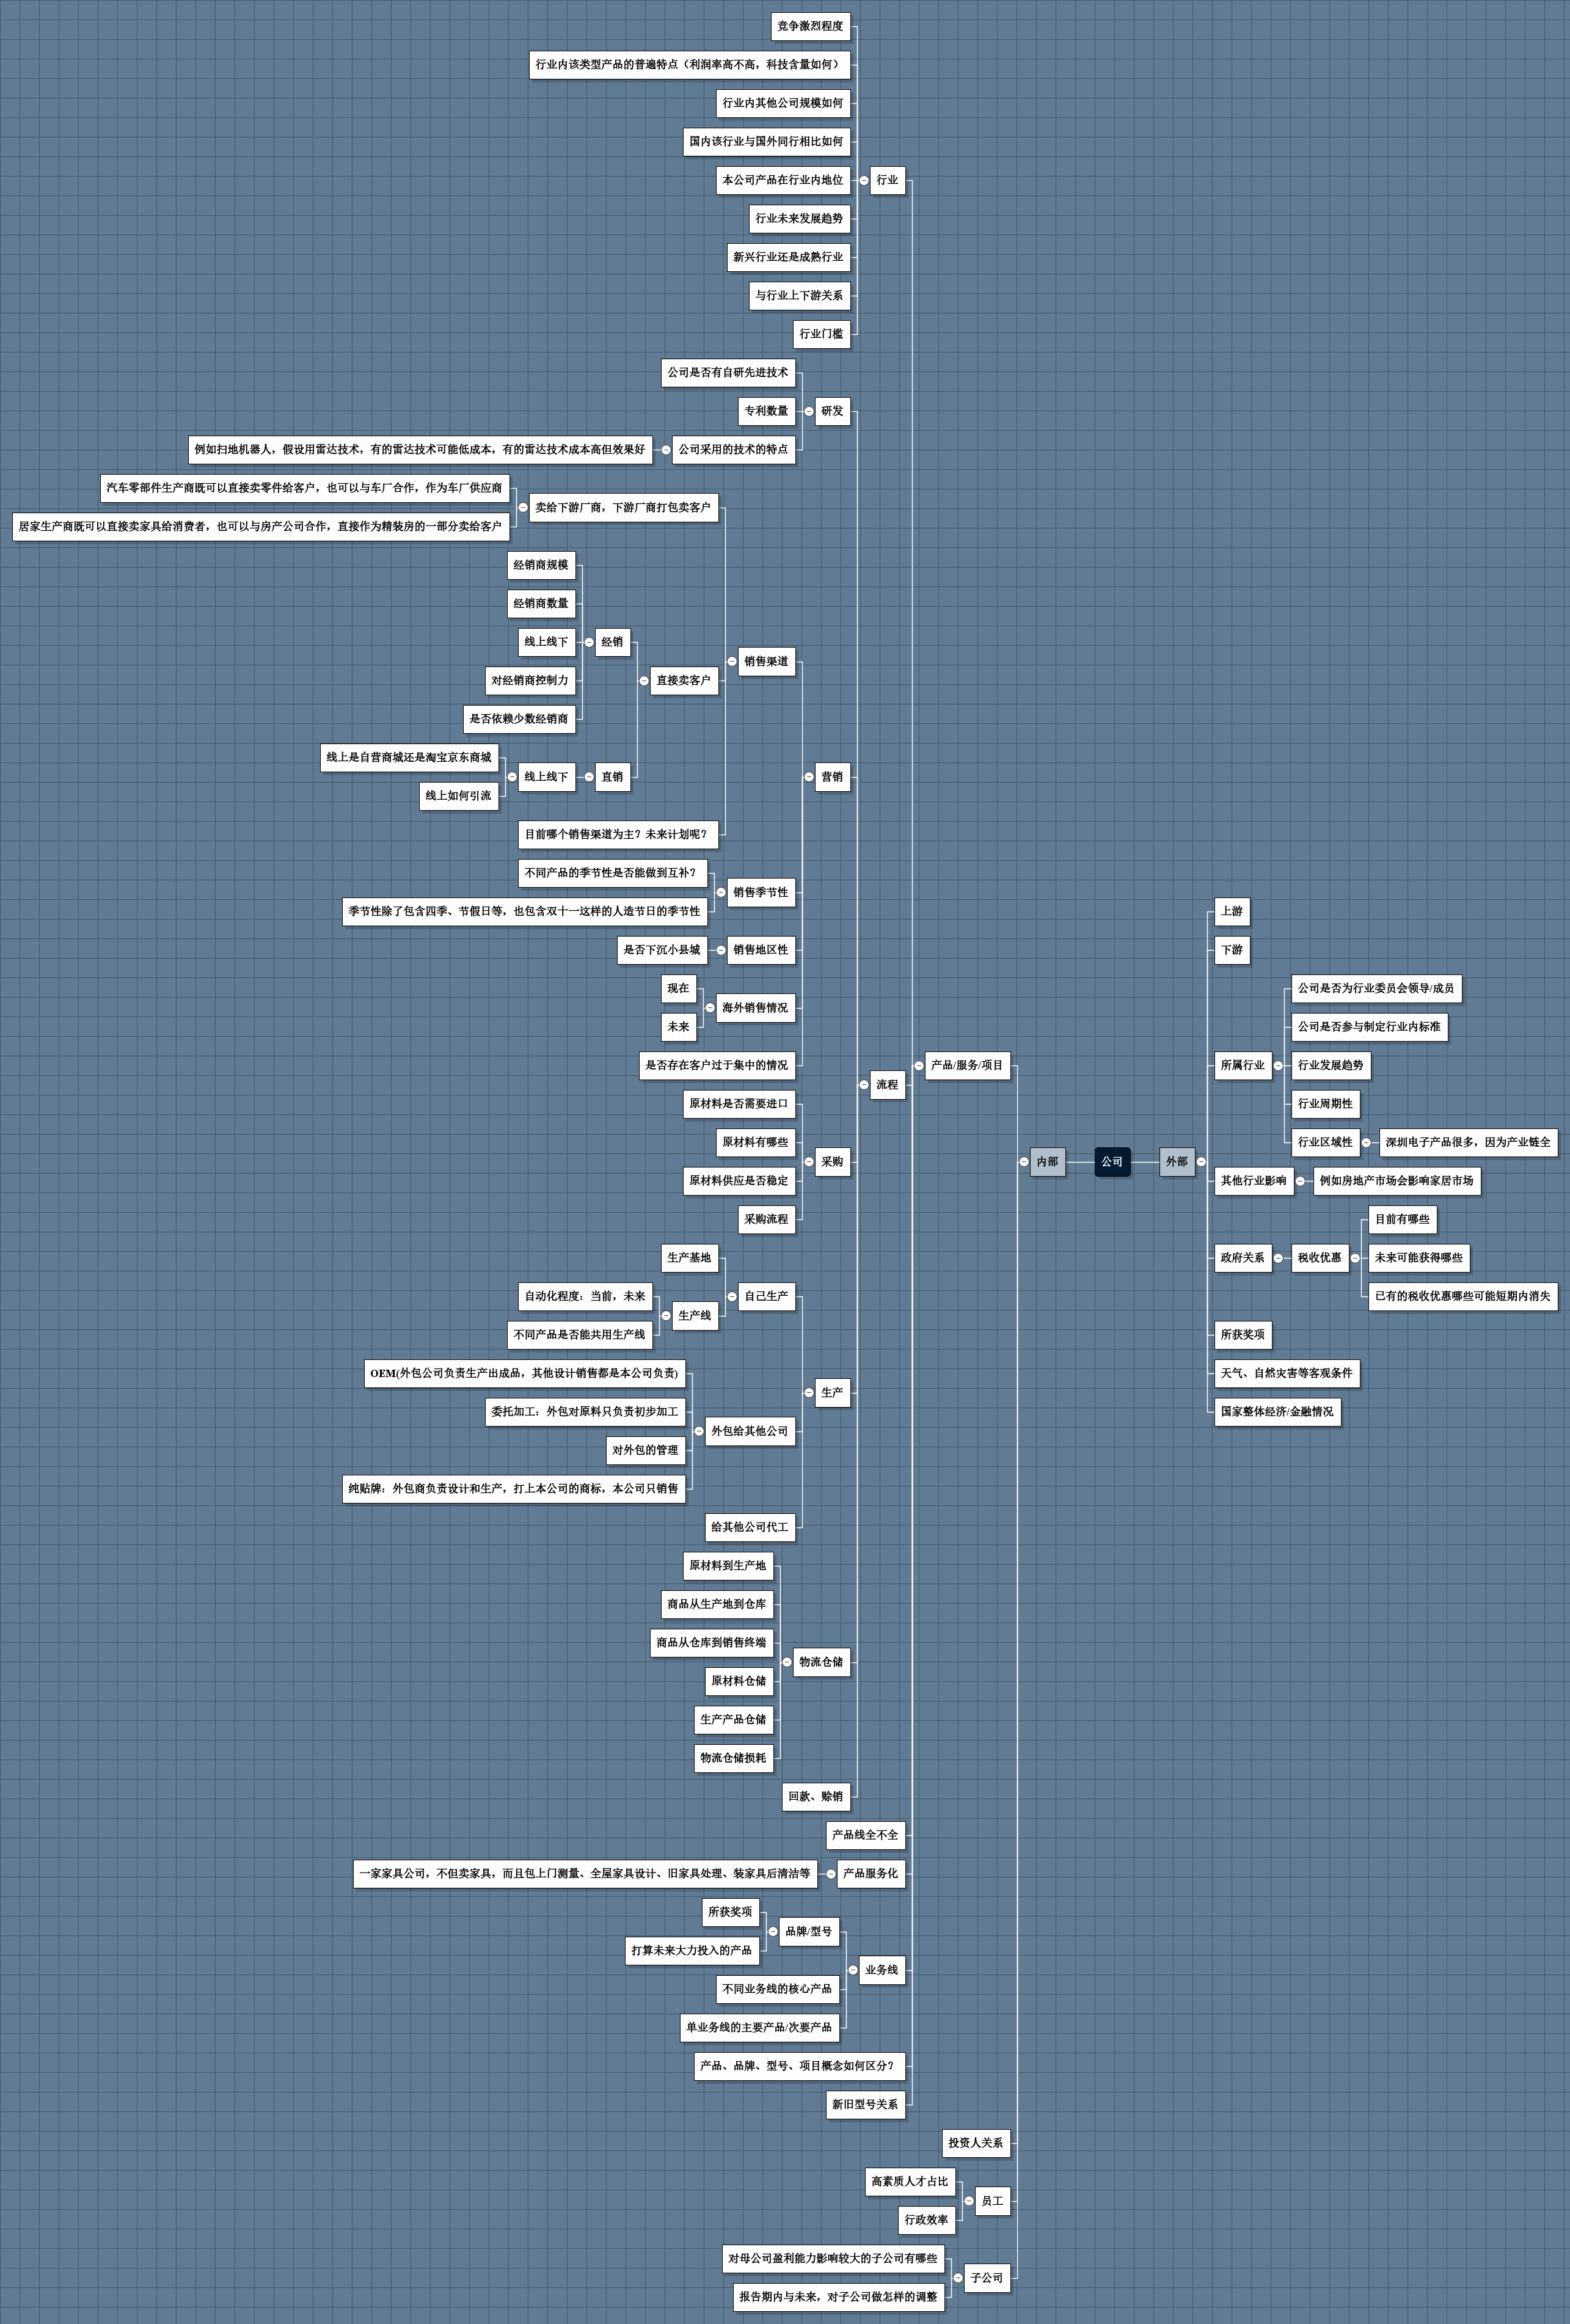 竞争激烈程度
行业内该类型产品的普遍特点（利润率高不高，科技含量如何）
行业内其他公司规模如何
国内该行业与国外同行相比如何
本公司产品在行业内地位
行业
行业未来发展趋势
新兴行业还是成熟行业
与行业上下游关系
行业门槛
公司是否有自研先进技术
专利数量
研发
例如扫地机器人，假设用雷达技术，有的雷达技术可能低成本，有的雷达技术成本高但效果好
公司采用的技术的特点
汽车零部件生产商既可以直接卖零件给客户，也可以与车厂合作，作为车厂供应商
卖给下游厂商，下游厂商打包卖客户
居家生产商既可以直接卖家具给消费者，也可以与房产公司合作，直接作为精装房的一部分卖给客户
经销商规模
经销商数量
线上线下
经销
销售渠道
对经销商控制力
直接卖客户
是否依赖少数经销商
线上是自营商城还是淘宝京东商城
线上线下
直销
营销
线上如何引流
目前哪个销售渠道为主？未来计划呢？
不同产品的季节性是否能做到互补？
销售季节性
季节性除了包含四季、节假日等，也包含双十一这样的人造节日的季节性
是否下沉小县城
销售地区性
现在
海外销售情况
未来
是否存在客户过于集中的情况
产品/服务/项目
流程
原材料是否需要进口
原材料有哪些
采购
原材料供应是否稳定
采购流程
生产基地
自动化程度：当前，未来
自己生产
生产线
不同产品是否能共用生产线
OEM(外包公司负责生产出成品，其他设计销售都是本公司负责)
生产
委托加工：外包对原料只负责初步加工
外包给其他公司
对外包的管理
纯贴牌：外包商负责设计和生产，打上本公司的商标，本公司只销售
给其他公司代工
原材料到生产地
商品从生产地到仓库
商品从仓库到销售终端
物流仓储
原材料仓储
生产产品仓储
物流仓储损耗
回款、赊销
产品线全不全
一家家具公司，不但卖家具，而且包上门测量、全屋家具设计、旧家具处理、装家具后清洁等
产品服务化
所获奖项
品牌/型号
打算未来大力投入的产品
业务线
不同业务线的核心产品
单业务线的主要产品/次要产品
产品、品牌、型号、项目概念如何区分？
新旧型号关系
投资人关系
高素质人才占比
员工
行政效率
对母公司盈利能力影响较大的子公司有哪些
子公司
报告期内与未来，对子公司做怎样的调整
内部
公司
外部
上游
下游
公司是否为行业委员会领导/成员
公司是否参与制定行业内标准
所属行业
行业发展趋势
行业周期性
行业区域性
深圳电子产品很多，因为产业链全
其他行业影响
例如房地产市场会影响家居市场
目前有哪些
政府关系
税收优惠
未来可能获得哪些
已有的税收优惠哪些可能短期内消失
所获奖项
天气、自然灾害等客观条件
国家整体经济/金融情况